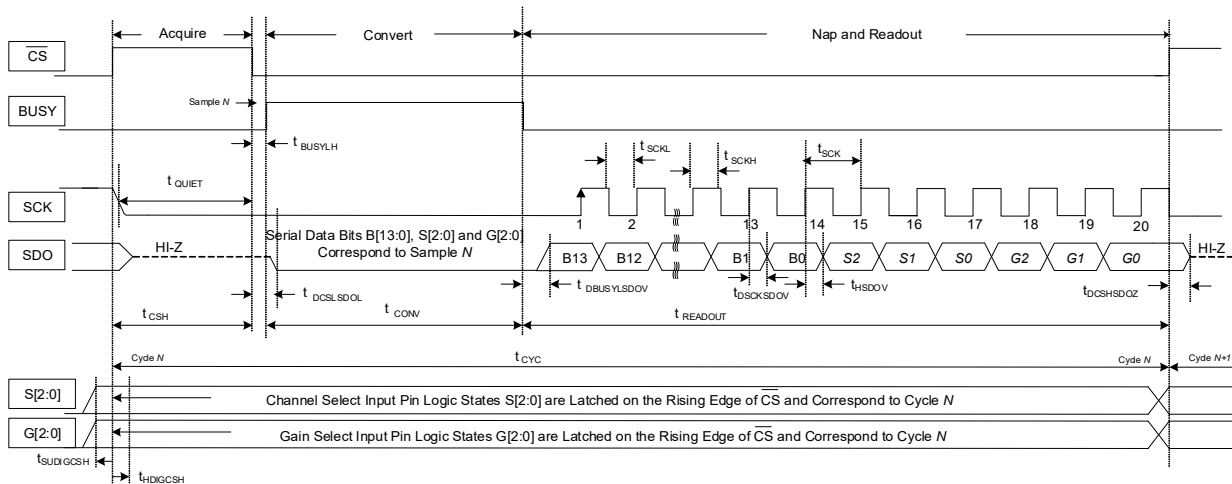 Acquire
Convert
Nap and Readout
CS
BUSY
Sample N
t BUSYLH
t SCKL
t SCKH
t SCK
t QUIET
SCK
1 2 13 14 15 16 17 18 19 20
SDO
HI-Z
Serial Data Bits B[13:0], S[2:0] and G[2:0]
Correspond to Sample N
B13 B12 B1 B0 S2 S1 S0 G2 G1 G0
HI-Z
t DCSLSDOL
t DBUSYLSDOV
t DSCKSDOV
t HSDOV
t DCSHSDOZ
t CSH
t CONV
t READOUT
Cycle N
t CYC
Cycle N
Cycle N+1
S[2:0]
Channel Select Input Pin Logic States S[2:0] are Latched on the Rising Edge of CS and Correspond to Cycle N
G[2:0]
Gain Select Input Pin Logic States G[2:0] are Latched on the Rising Edge of CS and Correspond to Cycle N
t SUDIGCSH
t HDIGCSH